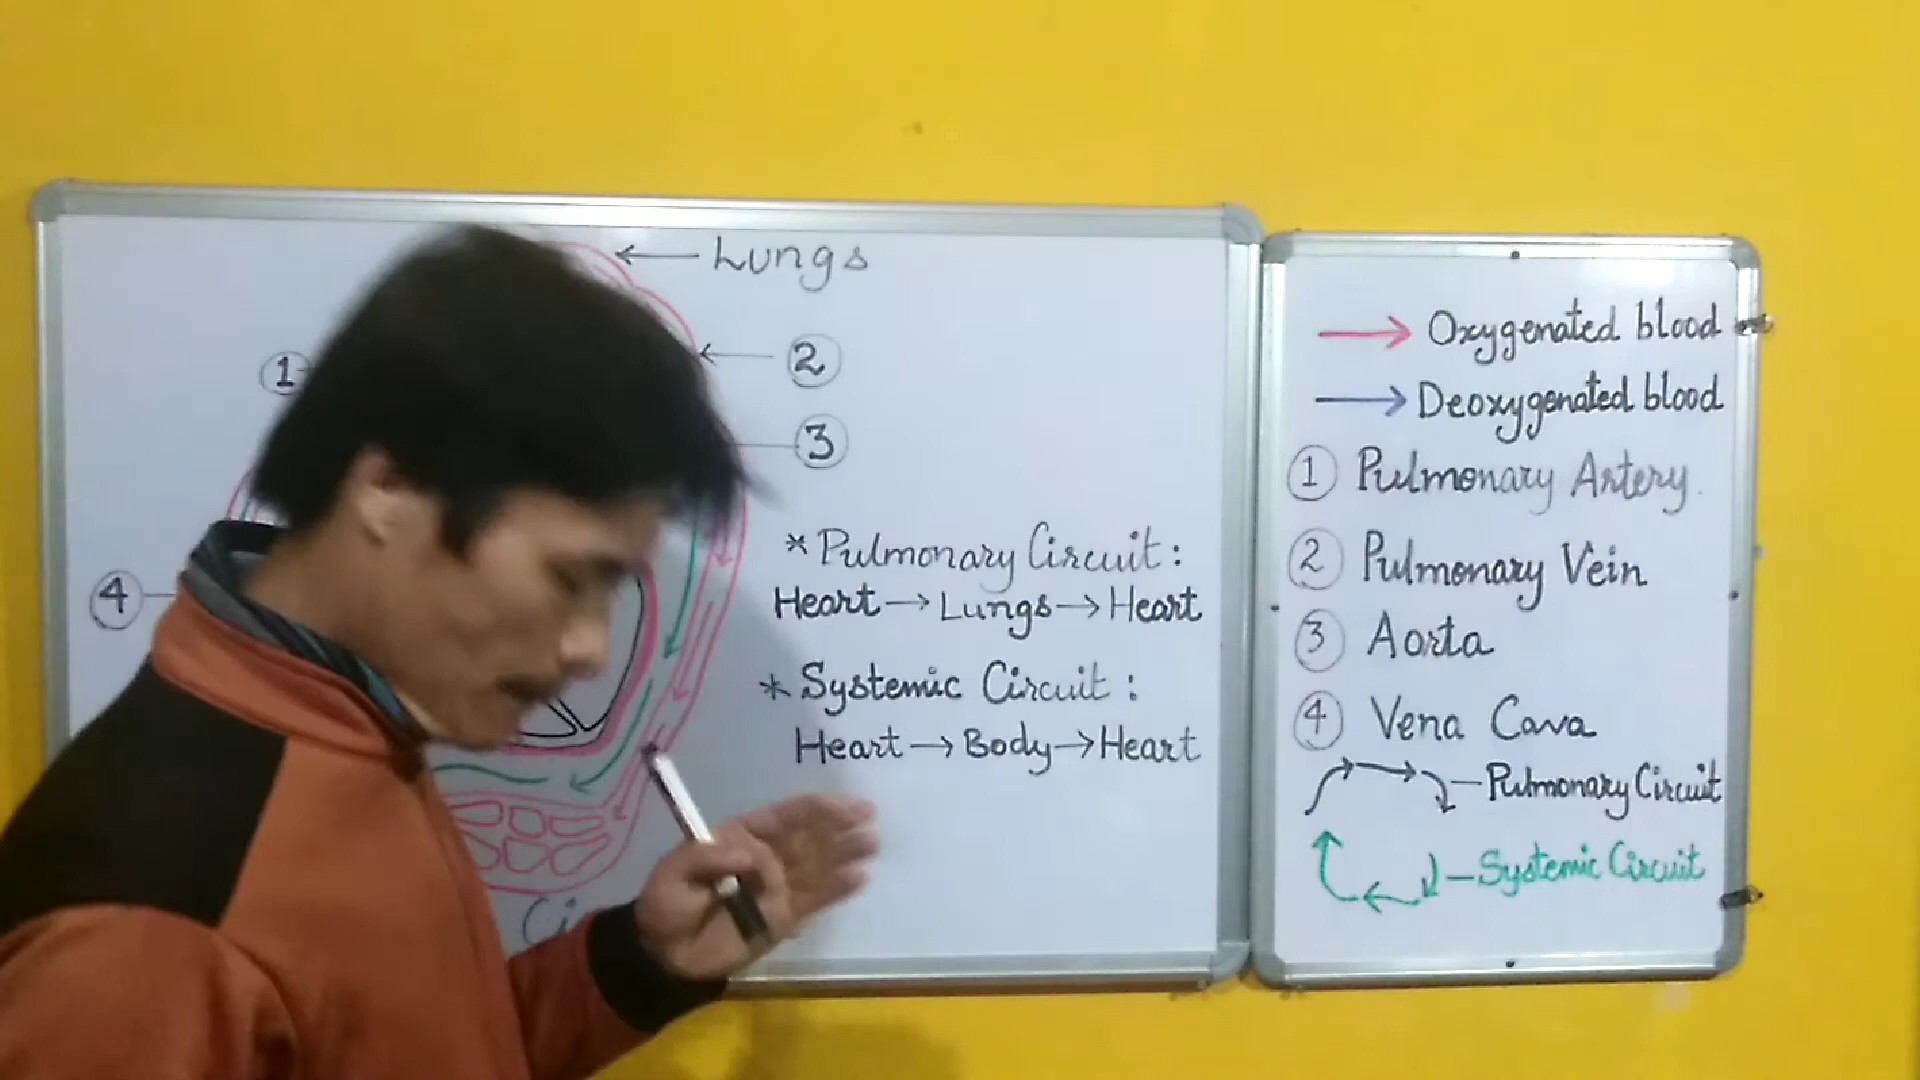 Lungs
1
2
3
4
* Pulmonary Circuit :
Heart → Lungs → Heart
* Systemic Circuit :
Heart → Body → Heart
→ Oxygenated blood
→ Deoxygenated blood
1 Pulmonary Artery.
2 Pulmonary Vein
3 Aorta
4 Vena Cava
— Pulmonary Circuit
— Systemic Circuit